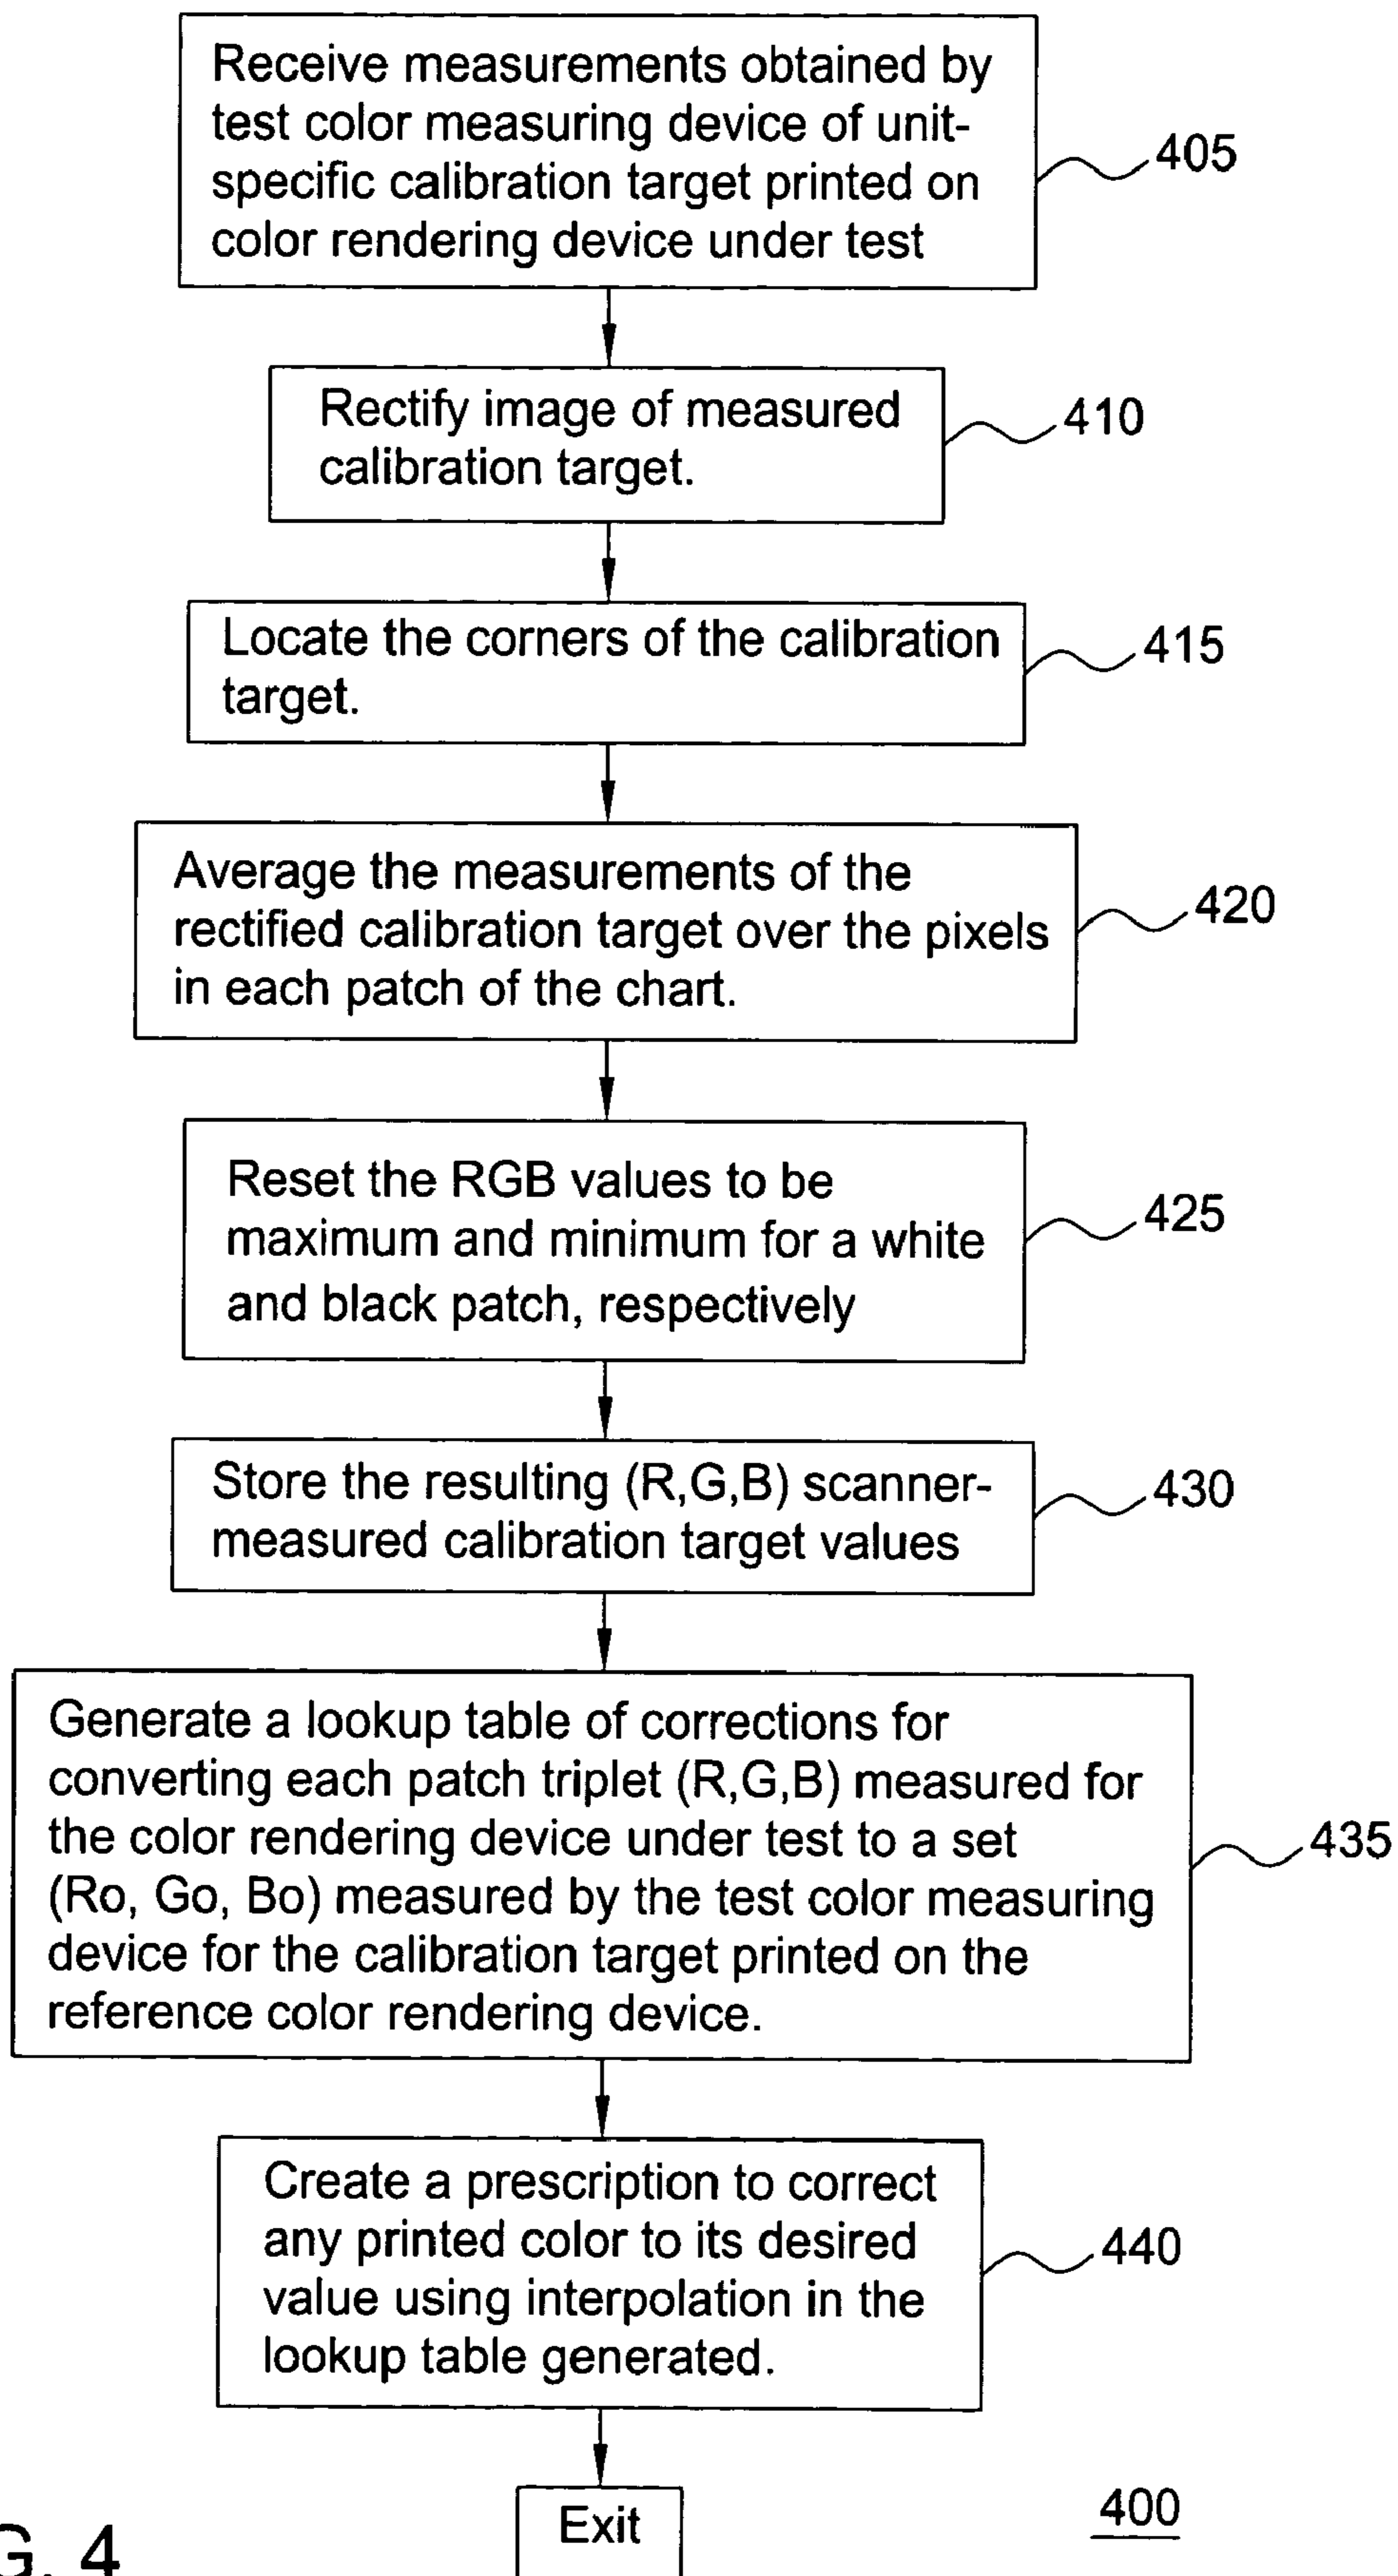 Receive measurements obtained by
test color measuring device of unit-
specific calibration target printed on
color rendering device under test
405
Rectify image of measured
calibration target.
410
Locate the corners of the calibration
target.
415
Average the measurements of the
rectified calibration target over the pixels
in each patch of the chart.
420
Reset the RGB values to be
maximum and minimum for a white
and black patch, respectively
425
Store the resulting (R,G,B) scanner-
measured calibration target values
430
Generate a lookup table of corrections for
converting each patch triplet (R,G,B) measured for
the color rendering device under test to a set
(Ro, Go, Bo) measured by the test color measuring
device for the calibration target printed on the
reference color rendering device.
435
Create a prescription to correct
any printed color to its desired
value using interpolation in the
lookup table generated.
440
Exit
400
G. 4